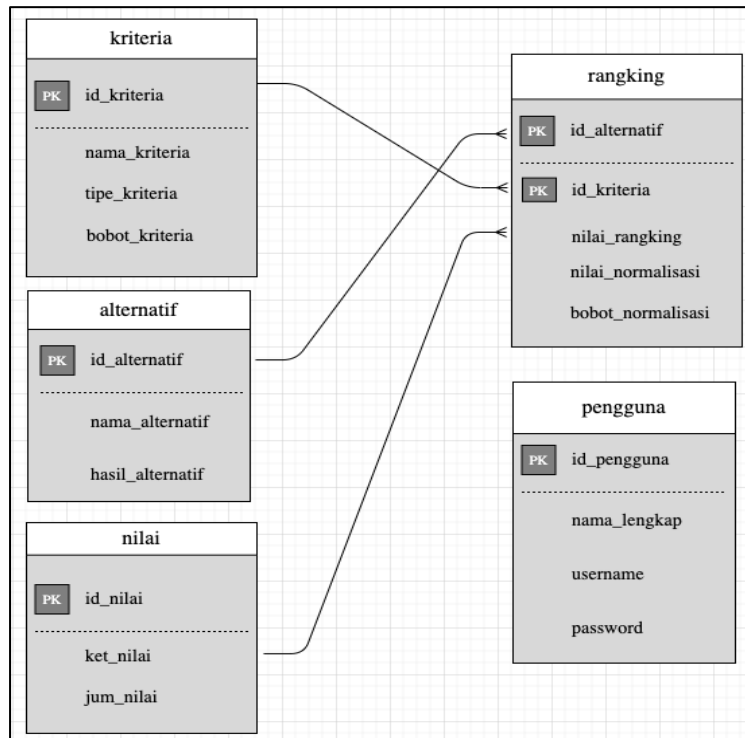 kriteria
PK id_kriteria
nama_kriteria
tipe_kriteria
bobot_kriteria
alternatif
PK id_alternatif
nama_alternatif
hasil_alternatif
nilai
PK id_nilai
ket_nilai
jum_nilai
rangking
PK id_alternatif
PK id_kriteria
nilai_rangking
nilai_normalisasi
bobot_normalisasi
pengguna
PK id_pengguna
nama_lengkap
username
password